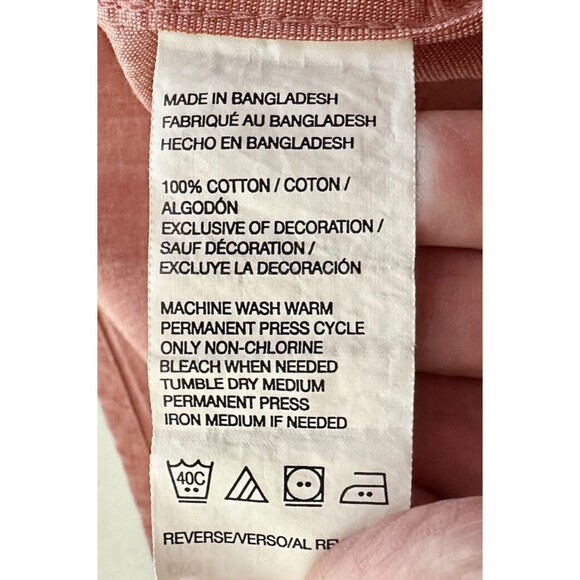 MADE IN BANGLADESH
FABRIQUÉ AU BANGLADESH
HECHO EN BANGLADESH
100% COTTON / COTON /
ALGODÓN
EXCLUSIVE OF DECORATION /
SAUF DÉCORATION /
EXCLUYE LA DECORACIÓN
MACHINE WASH WARM
PERMANENT PRESS CYCLE
ONLY NON-CHLORINE
BLEACH WHEN NEEDED
TUMBLE DRY MEDIUM
PERMANENT PRESS
IRON MEDIUM IF NEEDED
40C
REVERSE/VERSO/AL